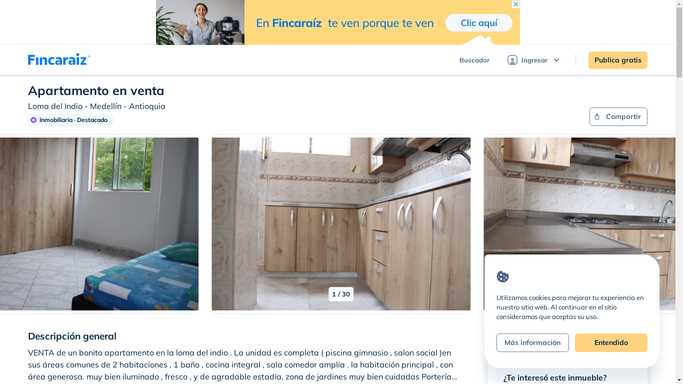 En Fincaraíz te ven porque te ven
Clic aquí
Fincaraíz
Buscador
Ingresar
Publica gratis
Apartamento en venta
Loma del Indio - Medellín - Antioquia
Inmobiliaria · Destacado
Compartir
1 / 30
Descripción general
VENTA de un bonito apartamento en la loma del indio . La unidad es completa ( piscina gimnasio , salon social )en
sus áreas comunes de 2 habitaciones , 1 baño , cocina integral , sala comedor amplia . la habitación principal , con
área generosa. muy bien iluminado , fresco , y de agradable estadía, zona de jardines muy bien cuidados Portería...
Utilizamos cookies para mejorar tu experiencia en
nuestro sitio web. Al continuar en el sitio
consideramos que aceptas su uso.
Más información
Entendido
¿Te interesó este inmueble?